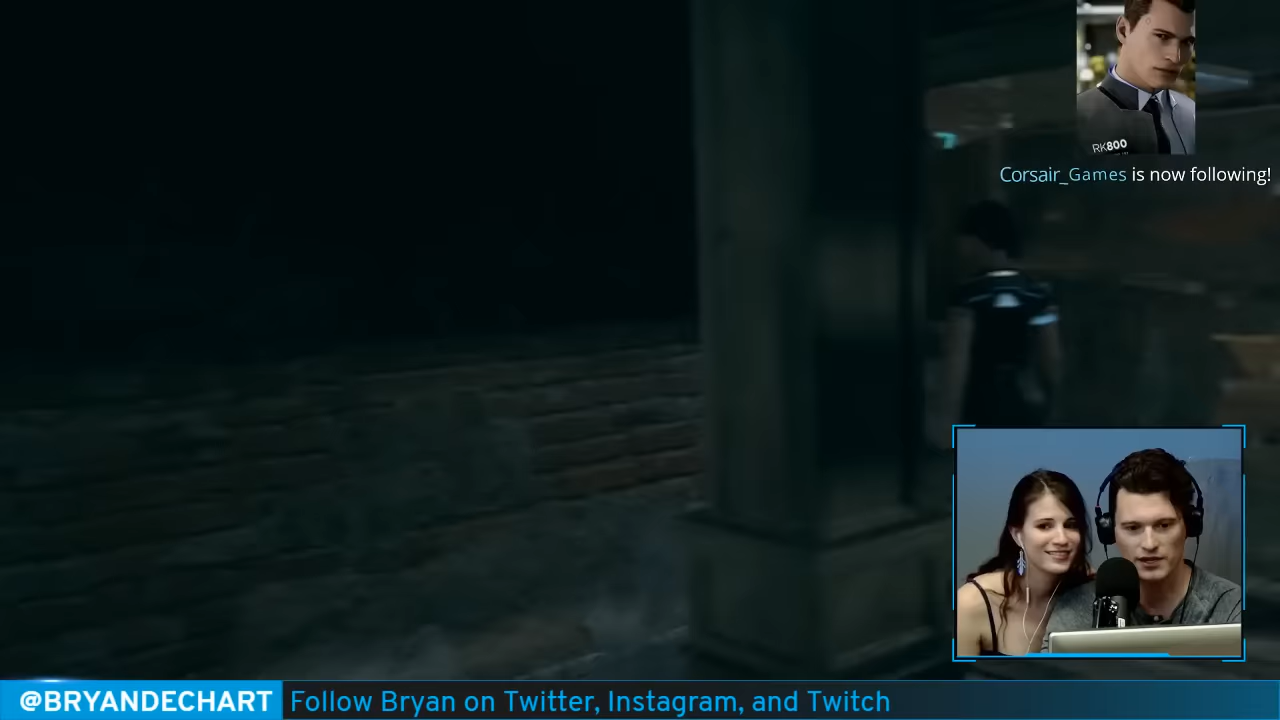 RK800
Corsair_Games is now following!
@BRYANDECHART Follow Bryan on Twitter, Instagram, and Twitch